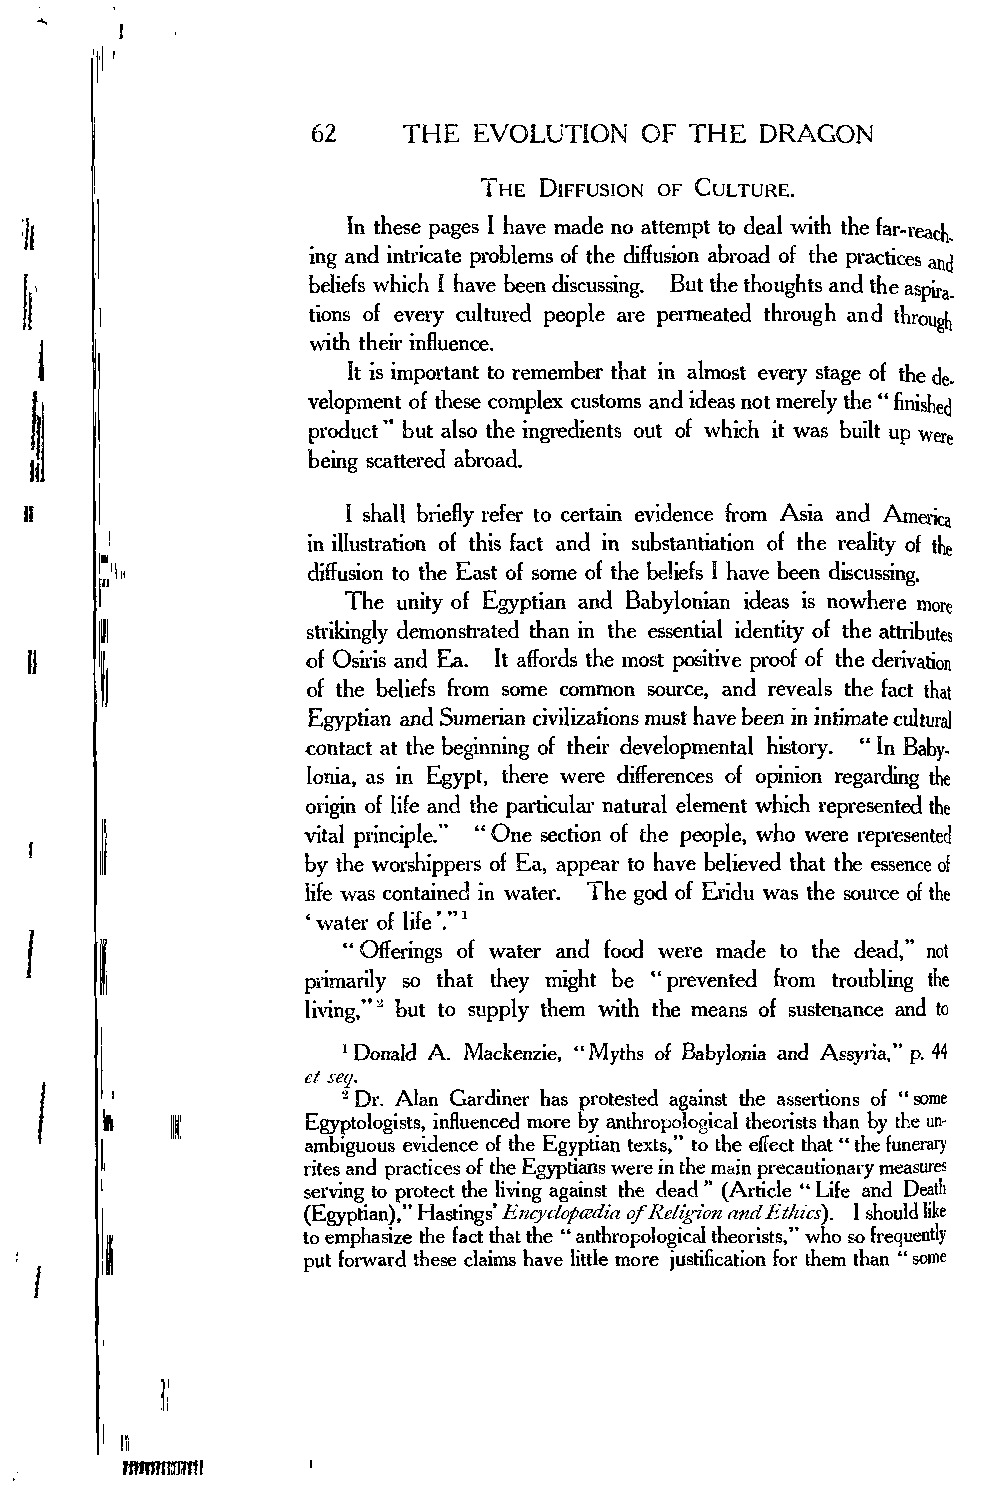 62 THE EVOLUTION OF THE DRAGON
THE DIFFUSION OF CULTURE.
In these pages I have made no attempt to deal with the far-reach-
ing and intricate problems of the diffusion abroad of the practices and
beliefs which I have been discussing. But the thoughts and the aspira-
tions of every cultured people are permeated through and through
with their influence.
It is important to remember that in almost every stage of the de-
velopment of these complex customs and ideas not merely the “ finished
product ” but also the ingredients out of which it was built up were
being scattered abroad.
I shall briefly refer to certain evidence from Asia and America
in illustration of this fact and in substantiation of the reality of the
diffusion to the East of some of the beliefs I have been discussing.
The unity of Egyptian and Babylonian ideas is nowhere more
strikingly demonstrated than in the essential identity of the attributes
of Osiris and Ea. It affords the most positive proof of the derivation
of the beliefs from some common source, and reveals the fact that
Egyptian and Sumerian civilizations must have been in intimate cultural
contact at the beginning of their developmental history. “ In Baby-
lonia, as in Egypt, there were differences of opinion regarding the
origin of life and the particular natural element which represented the
vital principle.” “ One section of the people, who were represented
by the worshippers of Ea, appear to have believed that the essence of
life was contained in water. The god of Eridu was the source of the
‘ water of life ’.” ¹
“ Offerings of water and food were made to the dead,” not
primarily so that they might be “ prevented from troubling the
living,” ² but to supply them with the means of sustenance and to
¹ Donald A. Mackenzie, “ Myths of Babylonia and Assyria,” p. 44
et seq.
² Dr. Alan Gardiner has protested against the assertions of “ some
Egyptologists, influenced more by anthropological theorists than by the un-
ambiguous evidence of the Egyptian texts,” to the effect that “ the funerary
rites and practices of the Egyptians were in the main precautionary measures
serving to protect the living against the dead ” (Article “ Life and Death
(Egyptian),” Hastings’ Encyclopædia of Religion and Ethics). I should like
to emphasize the fact that the “ anthropological theorists,” who so frequently
put forward these claims have little more justification for them than “ some